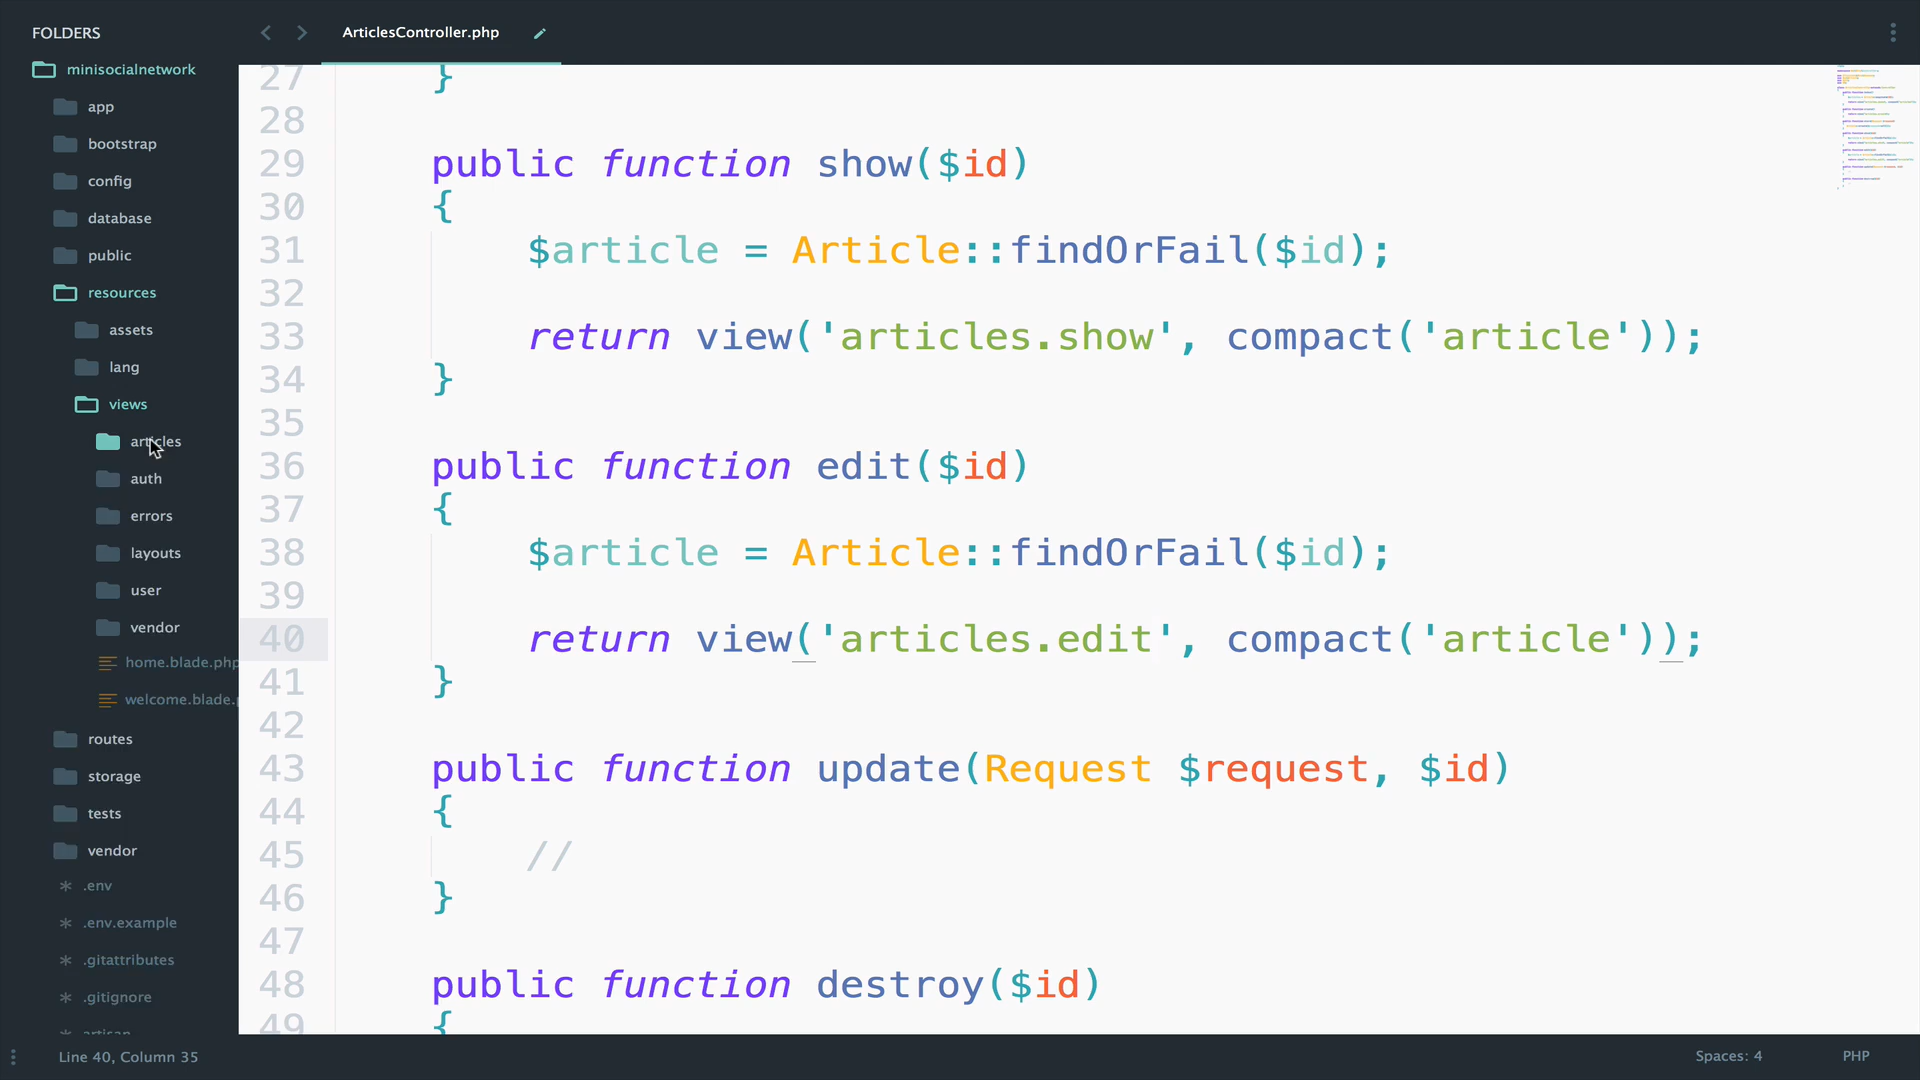 FOLDERS
minisocialnetwork
app
bootstrap
config
database
public
resources
assets
lang
views
articles
auth
errors
layouts
user
vendor
home.blade.php
welcome.blade.
routes
storage
tests
vendor
.env
.env.example
.gitattributes
.gitignore
artisan
ArticlesController.php
27 }
28
29 public function show($id)
30 {
31 $article = Article::findOrFail($id);
32
33 return view('articles.show', compact('article'));
34 }
35
36 public function edit($id)
37 {
38 $article = Article::findOrFail($id);
39
40 return view('articles.edit', compact('article'));
41 }
42
43 public function update(Request $request, $id)
44 {
45 //
46 }
47
48 public function destroy($id)
49 {
Line 40, Column 35
Spaces: 4
PHP